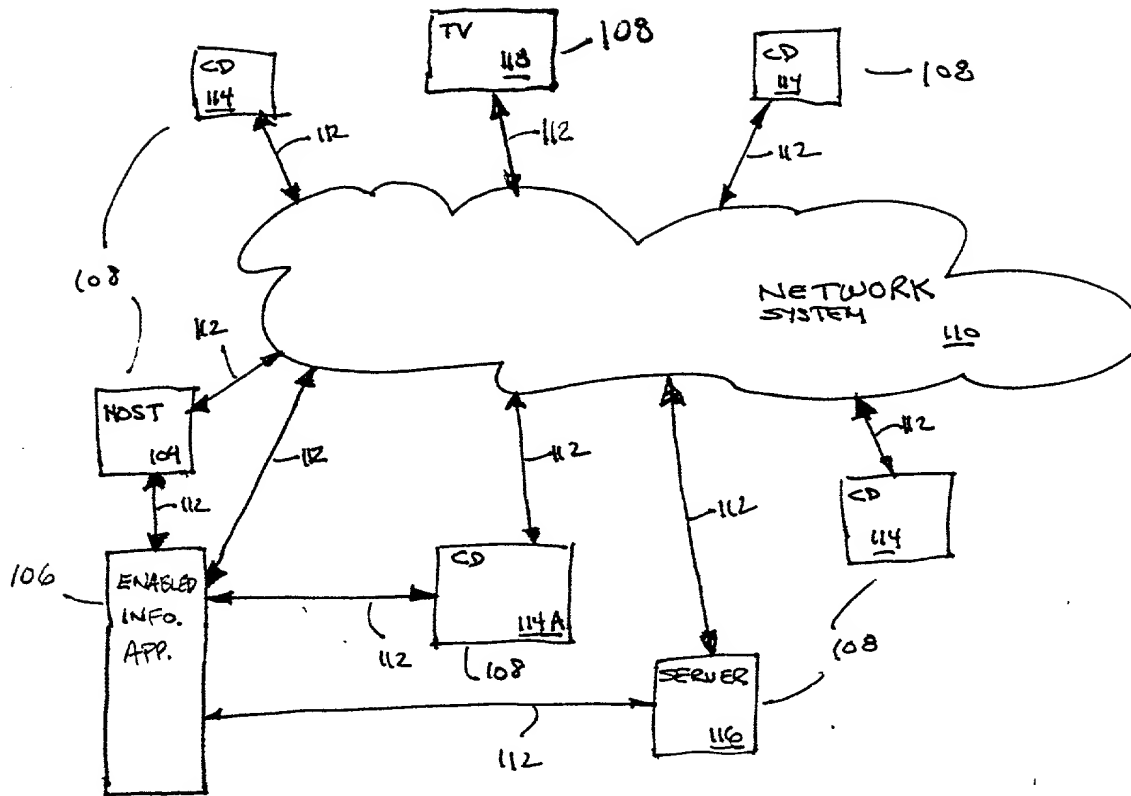 TV
118
108
CD
114
CD
114
108
112
112
112
108
NETWORK
SYSTEM
110
112
HOST
104
112
112
112
112
112
CD
114
106
ENABLED
INFO.
APP.
CD
114A
112
108
108
SERVER
116
112